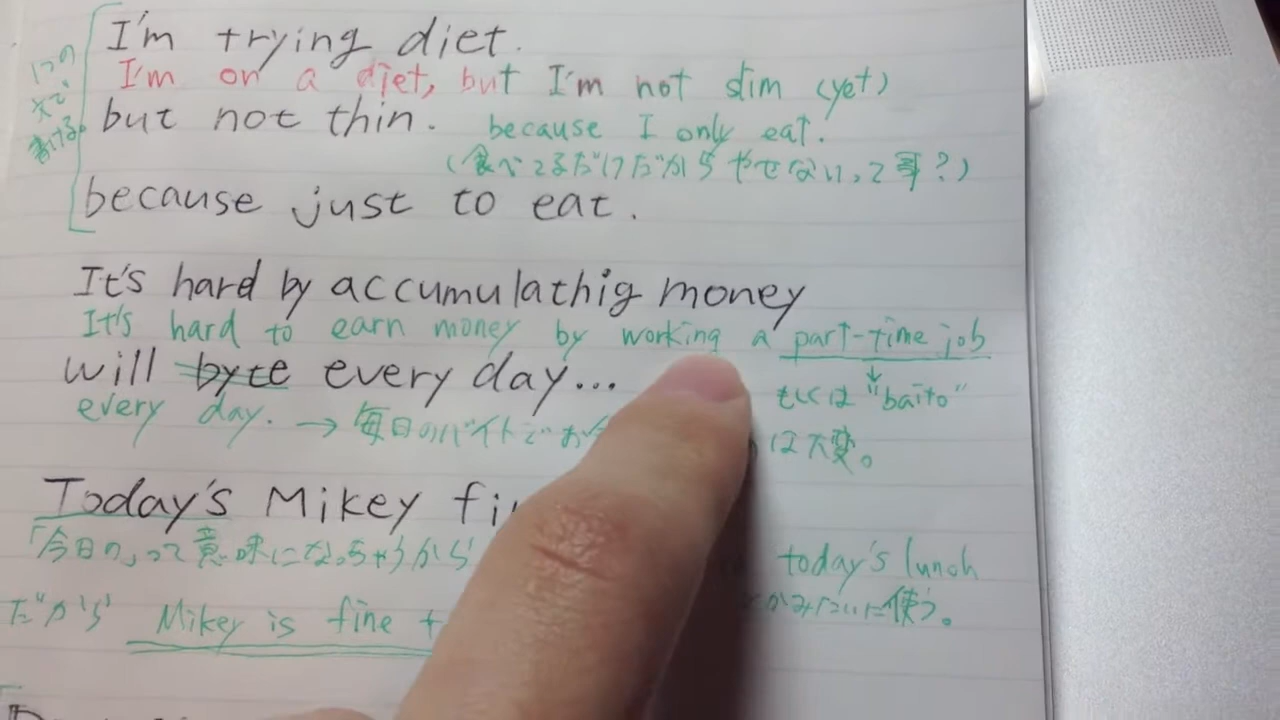 I'm trying diet.
1つの
文で、
書ける。
I'm on a diet, but I'm not slim (yet)
but not thin.
because I only eat.
(食べてるだけだからやせないって事?)
because just to eat.
It's hard by accumulathig money
It's hard to earn money by working a part-time job
will byte every day...
もしくは "baito"
every day. → 毎日のバイトでお
は大変。
Today's Mikey fi
「今日の」って意味になっちゃうから
today's lunch
だから Mikey is fine
かみたいに使う。